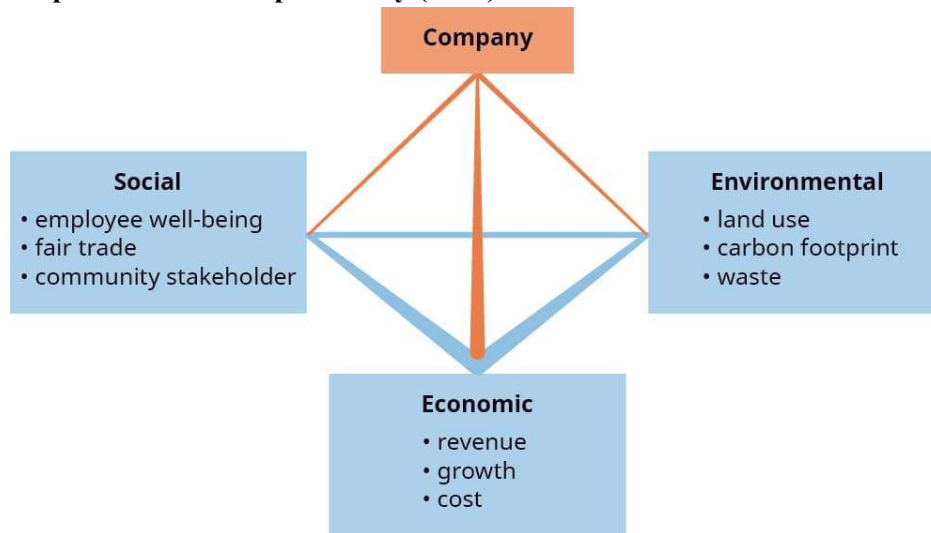 Company
Social
• employee well-being
• fair trade
• community stakeholder
Environmental
• land use
• carbon footprint
• waste
Economic
• revenue
• growth
• cost